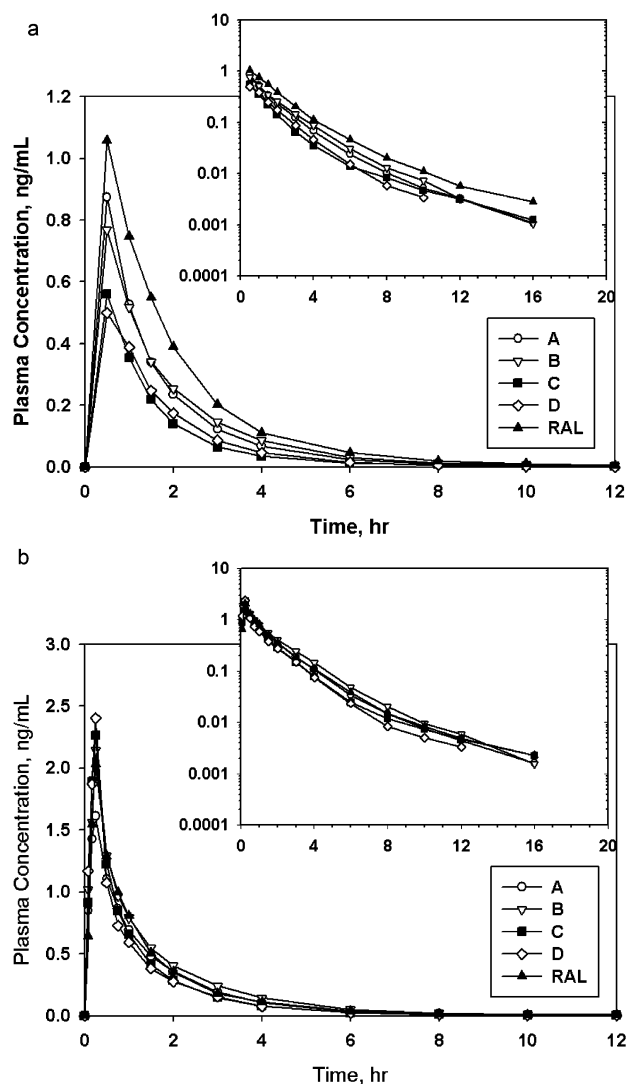 a
10
1
0.1
0.01
0.001
0.0001
0 4 8 12 16 20
1.2
1.0
0.8
0.6
0.4
0.2
0.0
Plasma Concentration, ng/mL
A
B
C
D
RAL
0 2 4 6 8 10 12
Time, hr
b
10
1
0.1
0.01
0.001
0.0001
0 4 8 12 16 20
3.0
2.5
2.0
1.5
1.0
0.5
0.0
Plasma Concentration, ng/mL
A
B
C
D
RAL
0 2 4 6 8 10 12
Time, hr